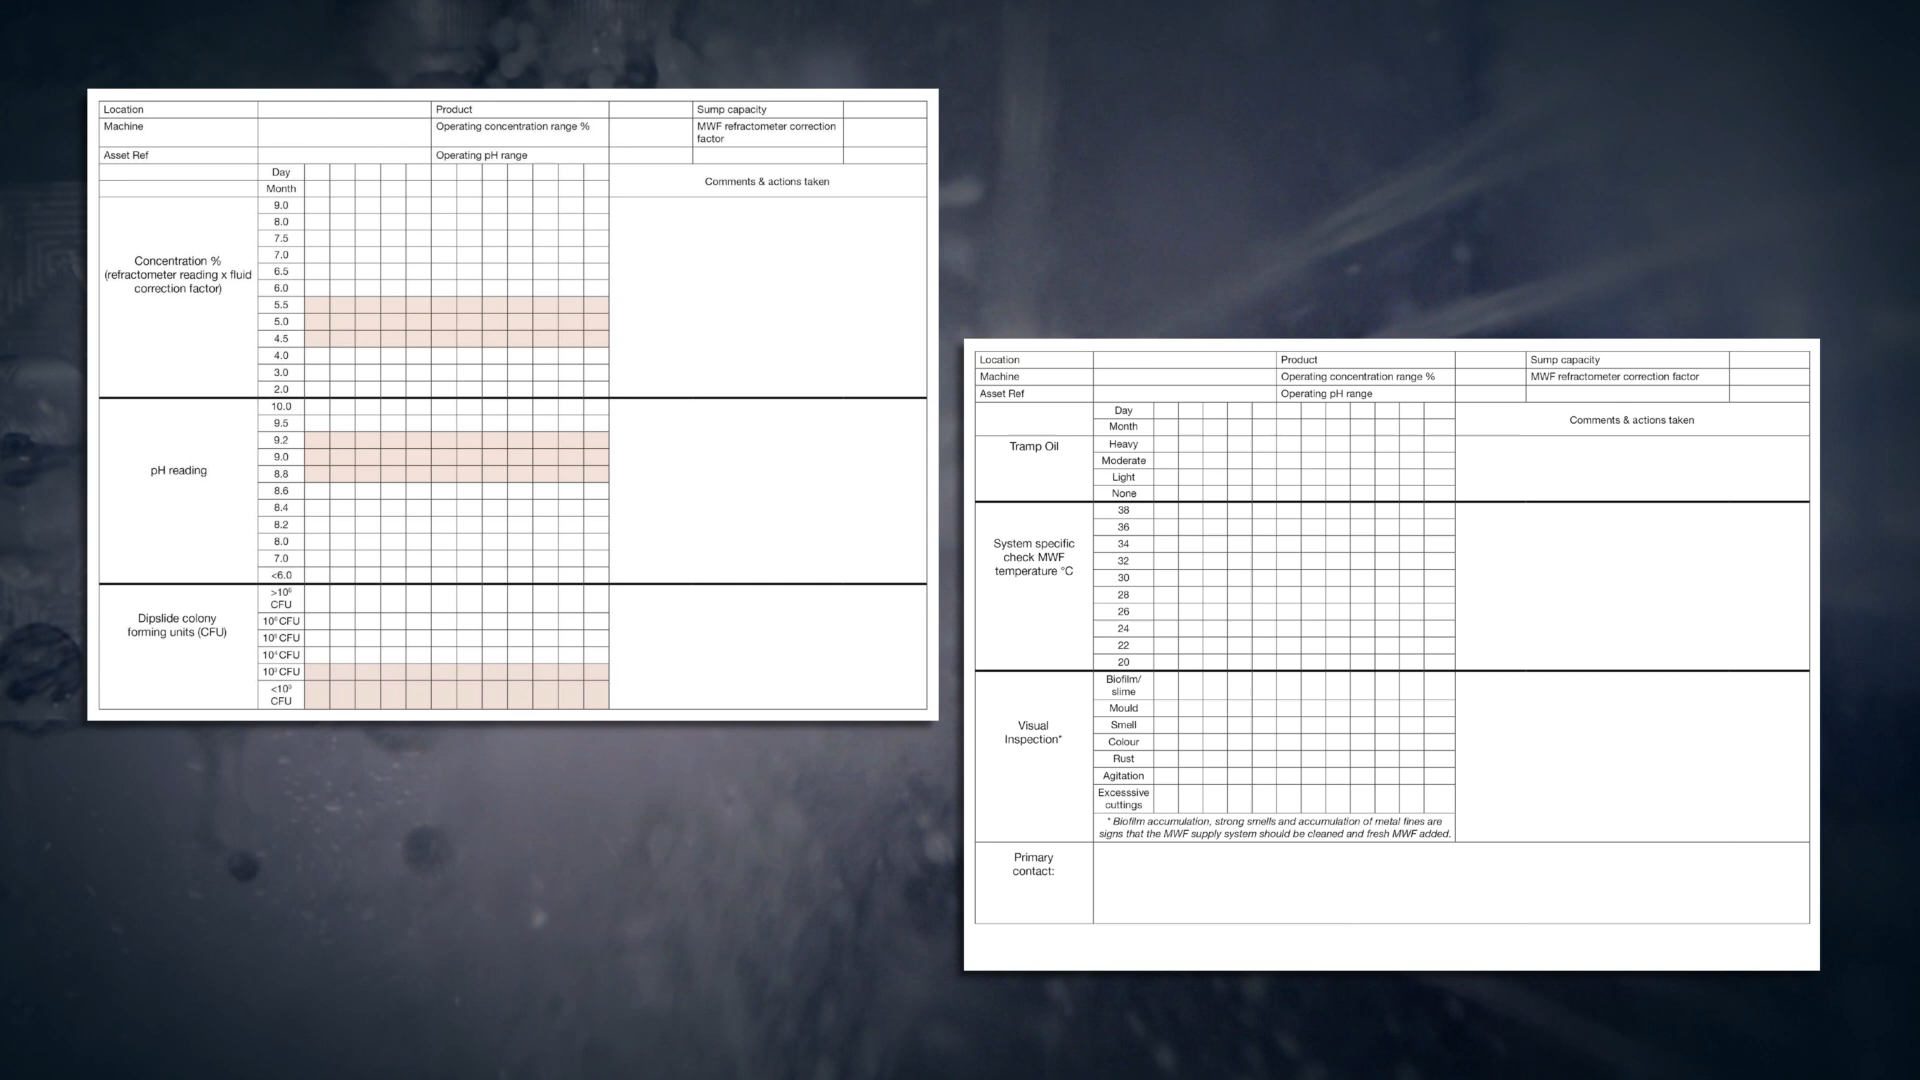 Location Product Sump capacity
Machine Operating concentration range % MWF refractometer correction
factor
Asset Ref Operating pH range
Day
Month
Comments & actions taken
Concentration %
(refractometer reading x fluid
correction factor)
9.0
8.0
7.5
7.0
6.5
6.0
5.5
5.0
4.5
4.0
3.0
2.0
pH reading
10.0
9.5
9.2
9.0
8.8
8.6
8.4
8.2
8.0
7.0
<6.0
Dipslide colony
forming units (CFU)
CFU
CFU
CFU
10⁴ CFU
10³ CFU
<10³
CFU
Location Product Sump capacity
Machine Operating concentration range % MWF refractometer correction factor
Asset Ref Operating pH range
Day
Month
Comments & actions taken
Tramp Oil
Heavy
Moderate
Light
None
System specific
check MWF
temperature °C
38
36
34
32
30
28
26
24
22
20
Visual
Inspection*
Biofilm/
slime
Mould
Smell
Colour
Rust
Agitation
Excesssive
cuttings
* Biofilm accumulation, strong smells and accumulation of metal fines are
signs that the MWF supply system should be cleaned and fresh MWF added.
Primary
contact: